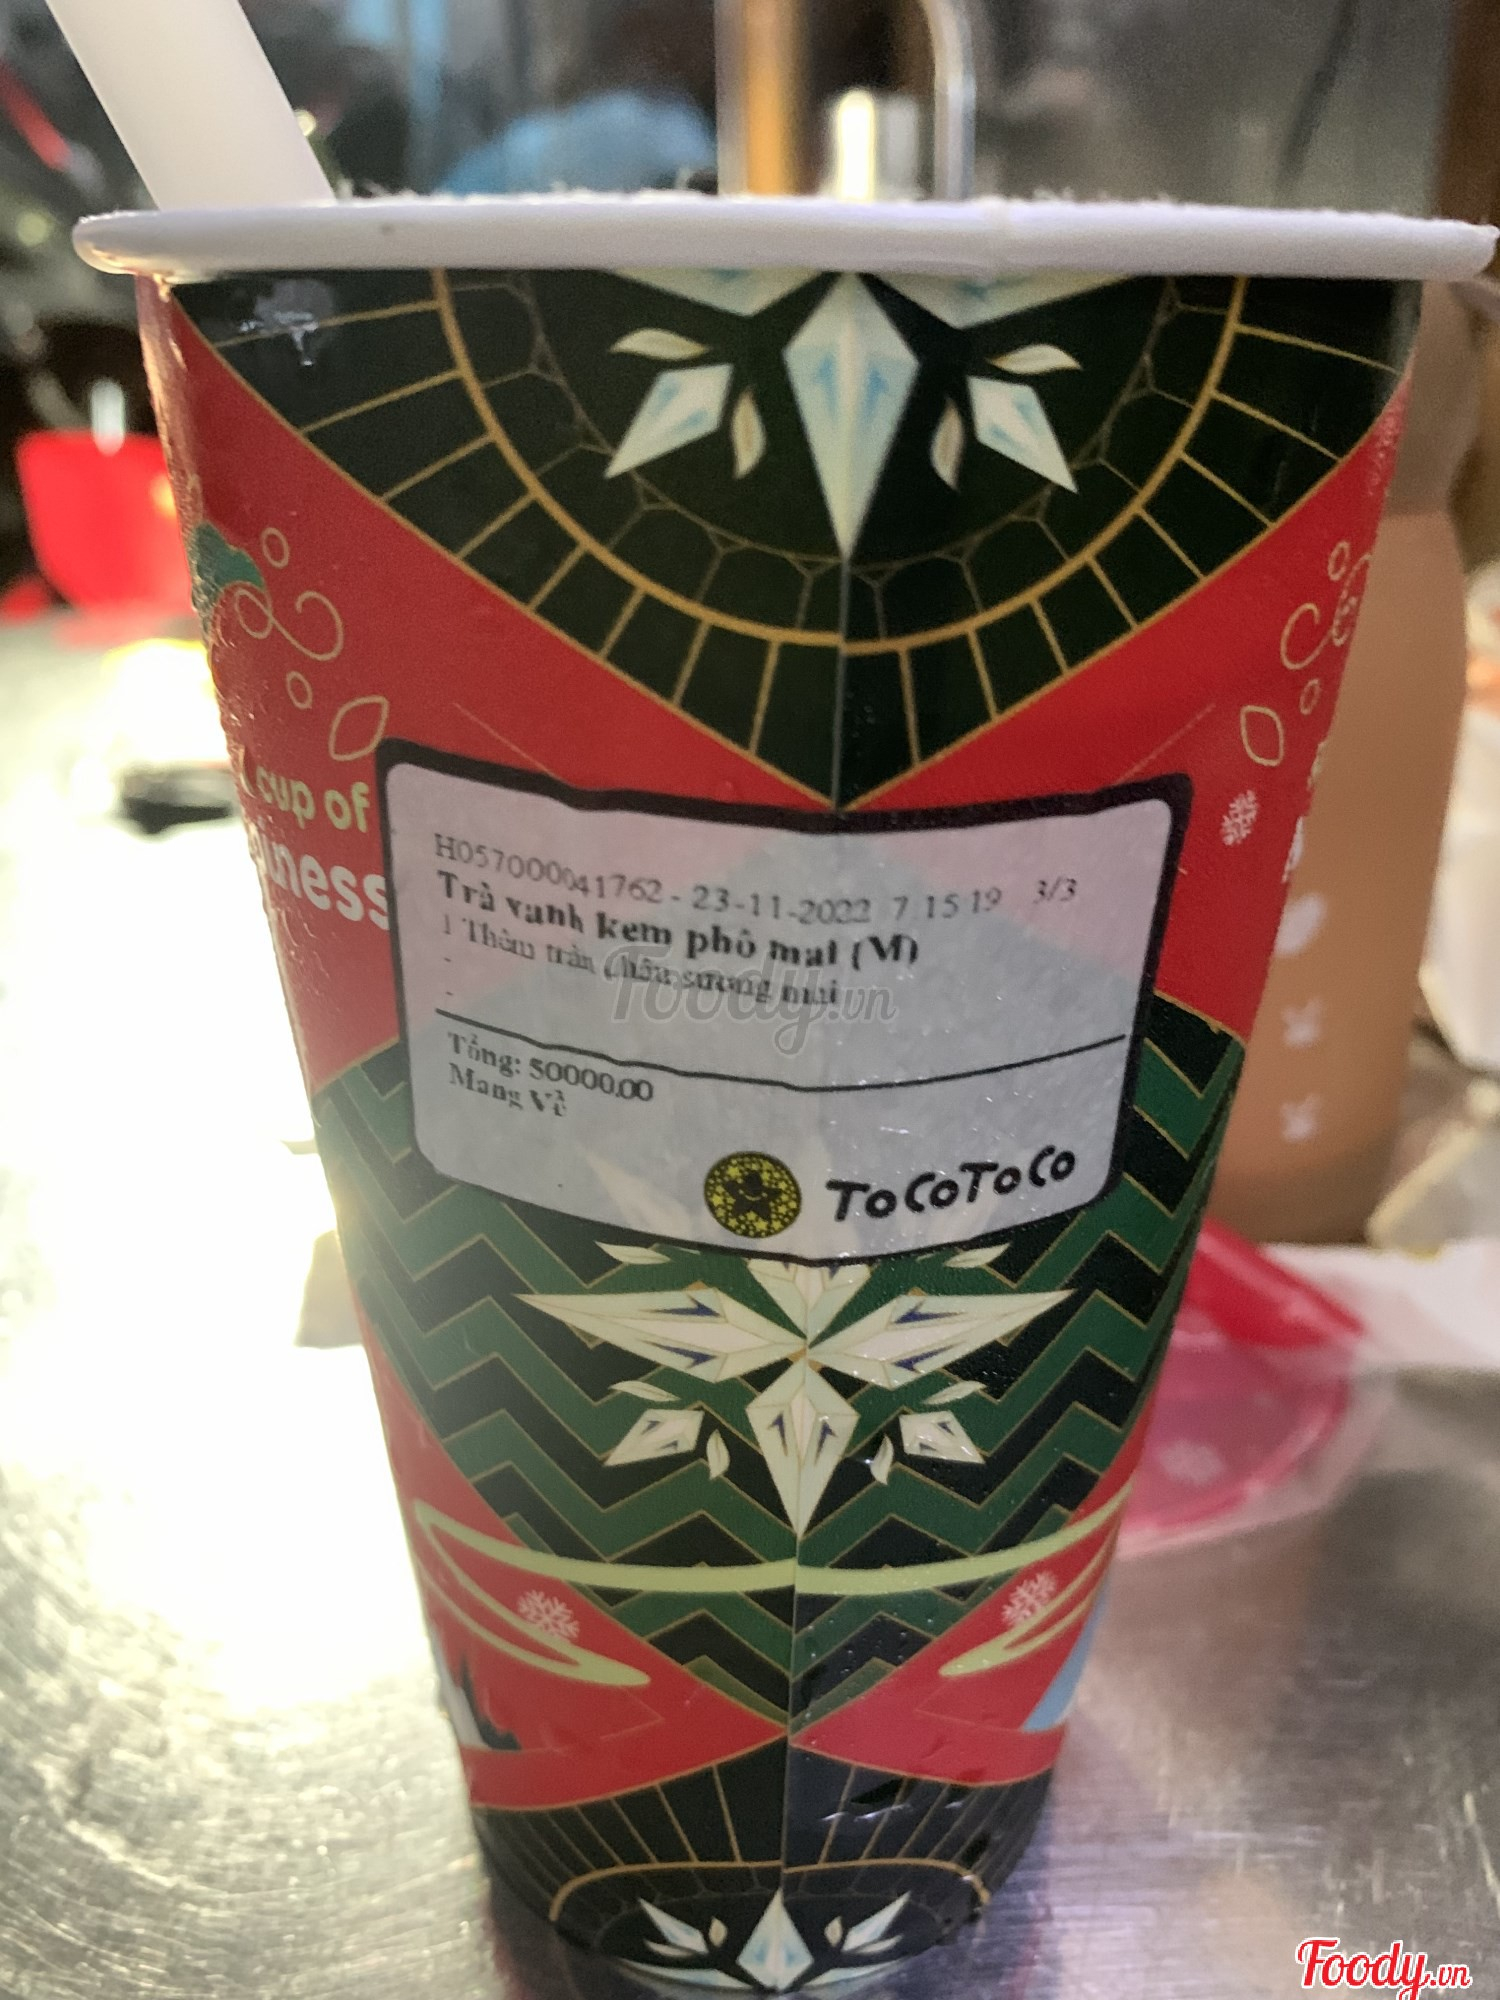 cup of
H057000041762 - 23-11-2022 7 15 19 3/3
Trà xanh kem phô mai (M)
1 Thêm trân châu sương mai
-
-
Tổng: 50000.00
Mang Về
ToCoToCo
Foody.vn
Foody.vn